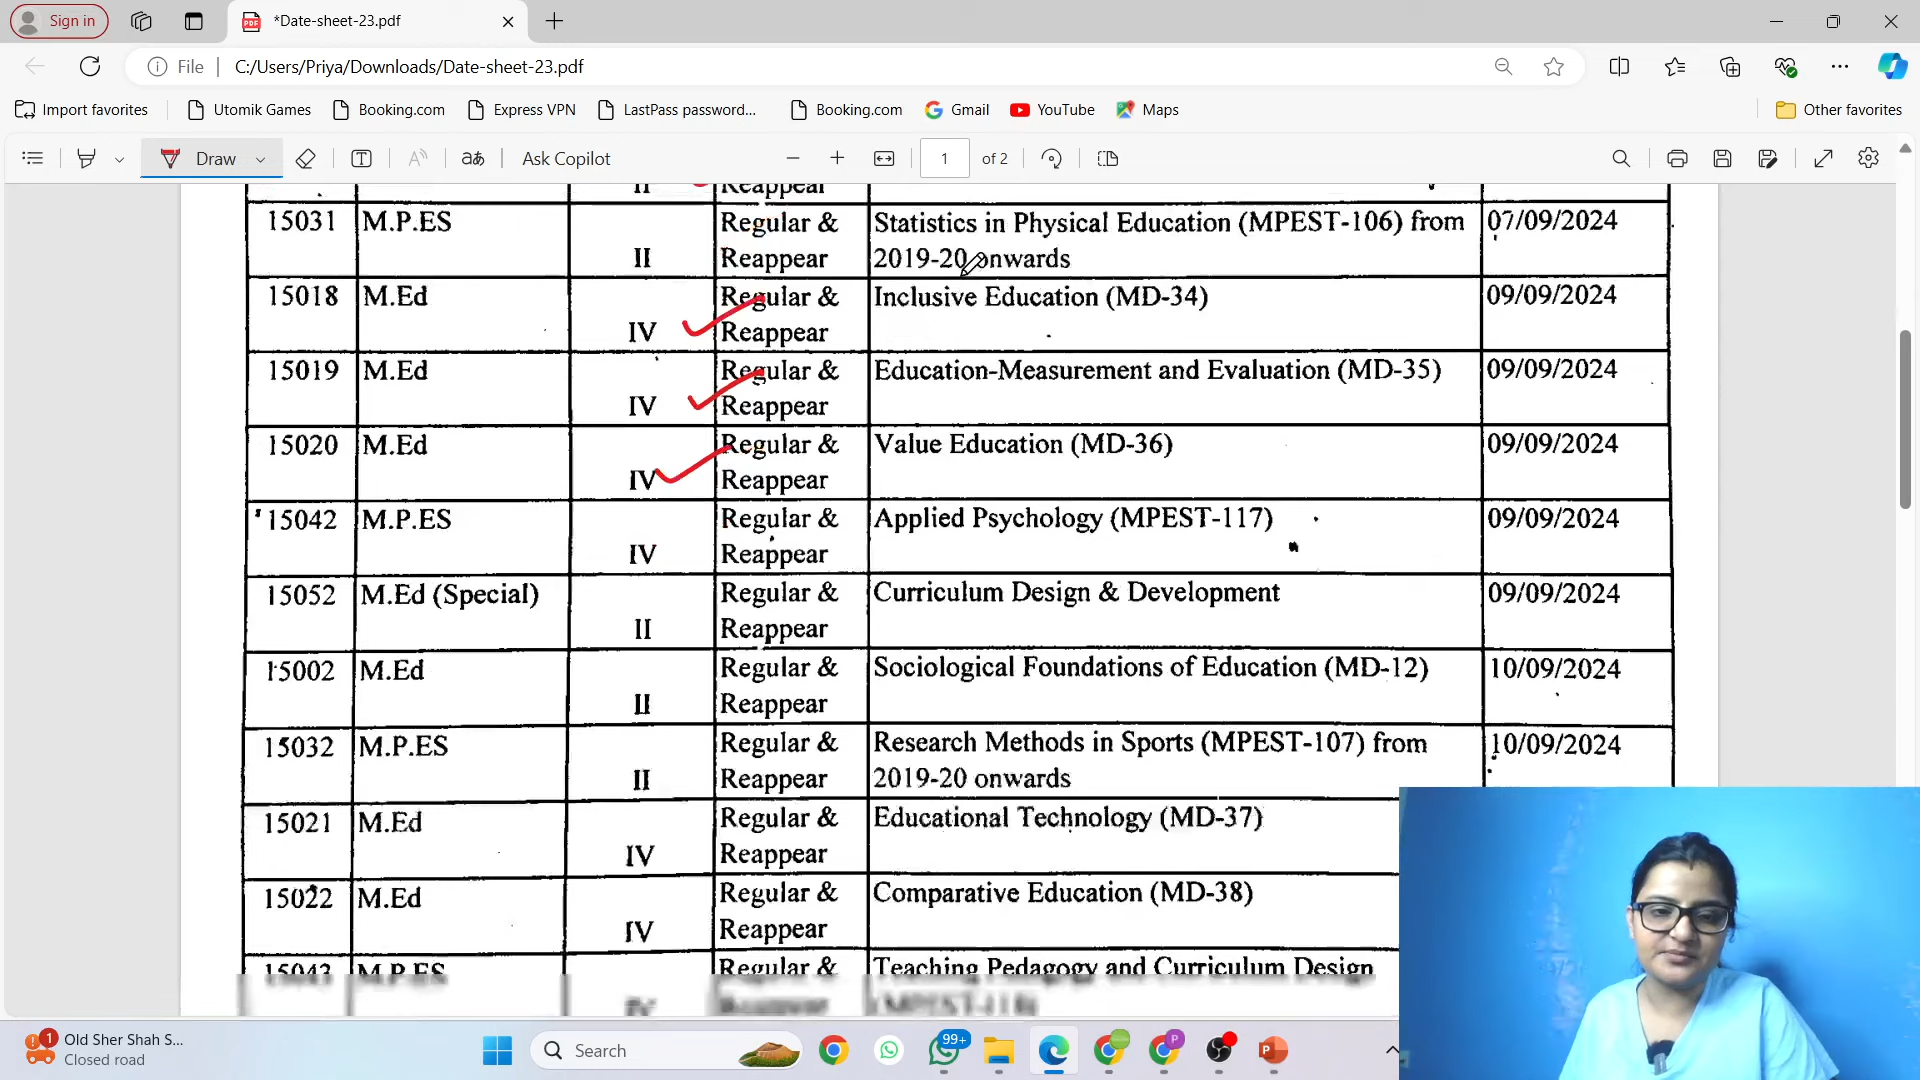 Sign in
*Date-sheet-23.pdf
File
C:/Users/Priya/Downloads/Date-sheet-23.pdf
Import favorites
Utomik Games
Booking.com
Express VPN
LastPass password...
Booking.com
Gmail
YouTube
Maps
Other favorites
Draw
Ask Copilot
1 of 2
II Reappear
15031 M.P.ES Regular & Statistics in Physical Education (MPEST-106) from 07/09/2024
II Reappear 2019-20 onwards
15018 M.Ed Regular & Inclusive Education (MD-34) 09/09/2024
IV Reappear
15019 M.Ed Regular & Education-Measurement and Evaluation (MD-35) 09/09/2024
IV Reappear
15020 M.Ed Regular & Value Education (MD-36) 09/09/2024
IV Reappear
15042 M.P.ES Regular & Applied Psychology (MPEST-117) 09/09/2024
IV Reappear
15052 M.Ed (Special) Regular & Curriculum Design & Development 09/09/2024
II Reappear
15002 M.Ed Regular & Sociological Foundations of Education (MD-12) 10/09/2024
II Reappear
15032 M.P.ES Regular & Research Methods in Sports (MPEST-107) from 10/09/2024
II Reappear 2019-20 onwards
15021 M.Ed Regular & Educational Technology (MD-37)
IV Reappear
15022 M.Ed Regular & Comparative Education (MD-38)
IV Reappear
15043 M.P.ES Regular & Teaching Pedagogy and Curriculum Design
IV (MPEST-118)
1
Old Sher Shah S...
Closed road
Search
99+